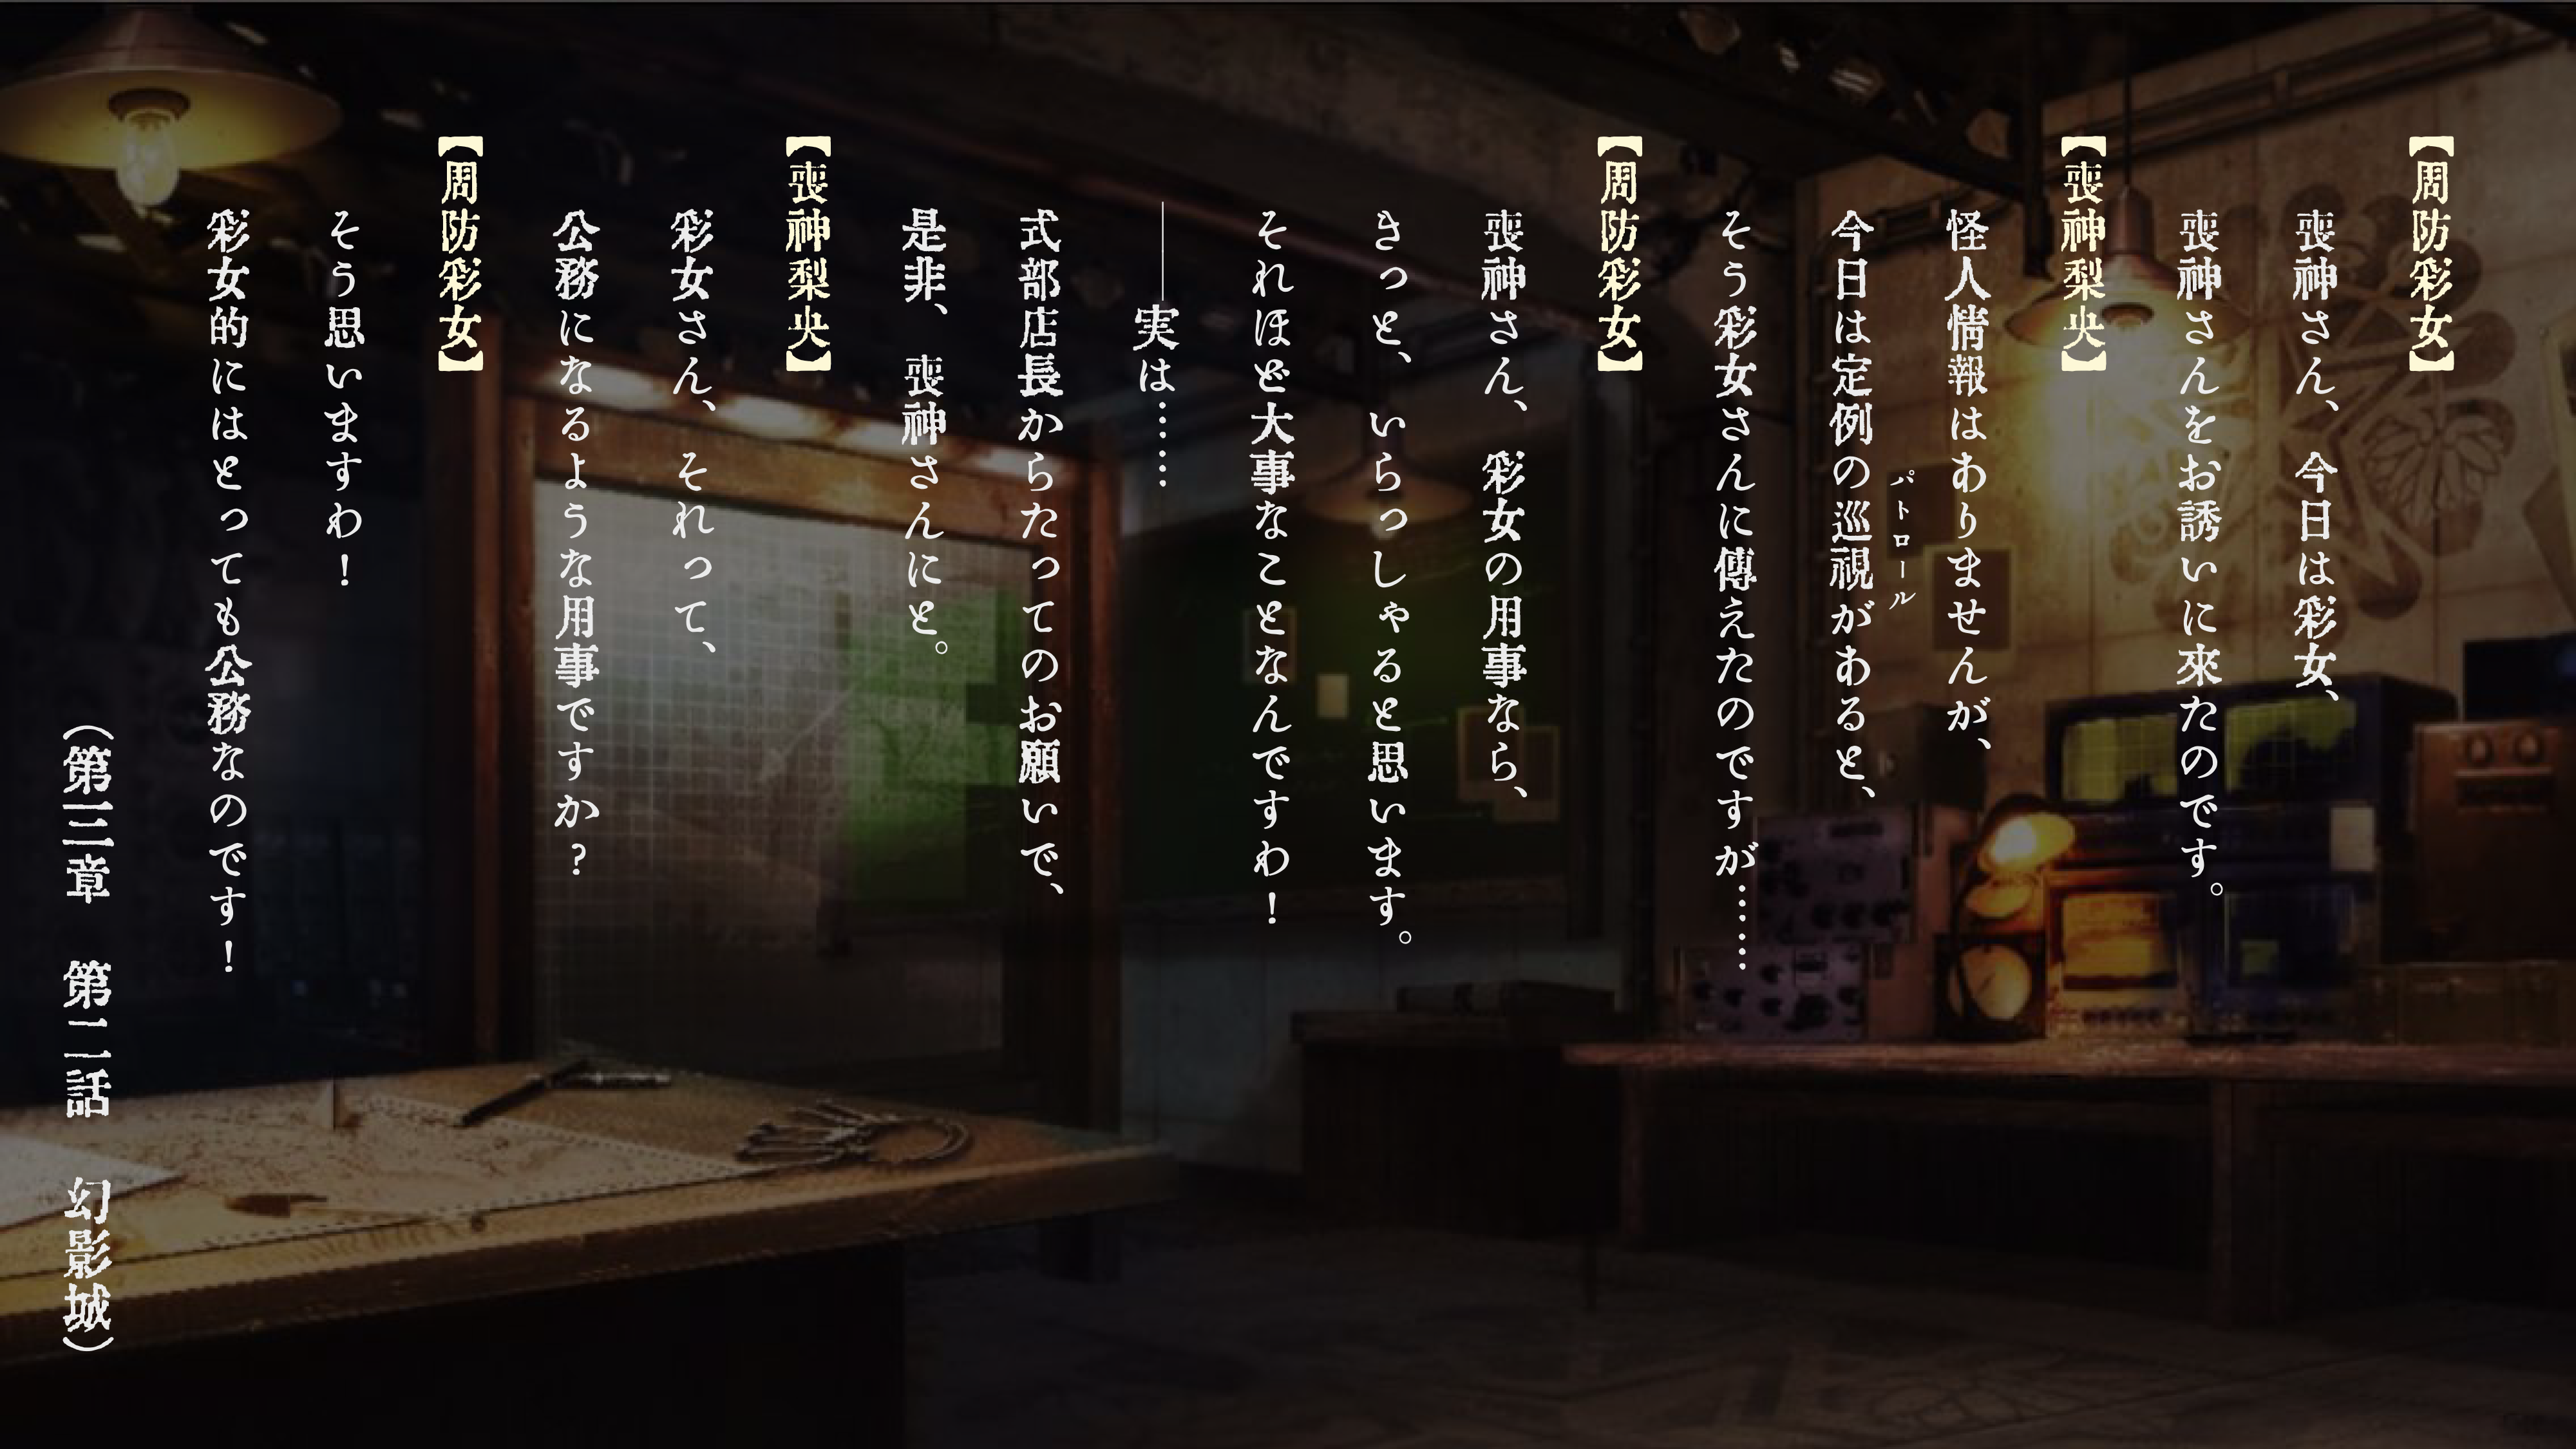 【周防彩女】
喪神さん、今日は彩女、
喪神さんをお誘いに來たのです。
【喪神梨央】
怪人情報はありませんが、
今日は定例の巡視があると、
パトロール
そう彩女さんに傳えたのですが……
【周防彩女】
喪神さん、彩女の用事なら、
きっと、いらっしゃると思います。
それほど大事なことなんですわ！
――実は……
式部店長からたってのお願いで、
是非、喪神さんにと。
【喪神梨央】
彩女さん、それって、
公務になるような用事ですか？
【周防彩女】
そう思いますわ！
彩女的にはとっても公務なのです！
（第三章　第二話　幻影城）